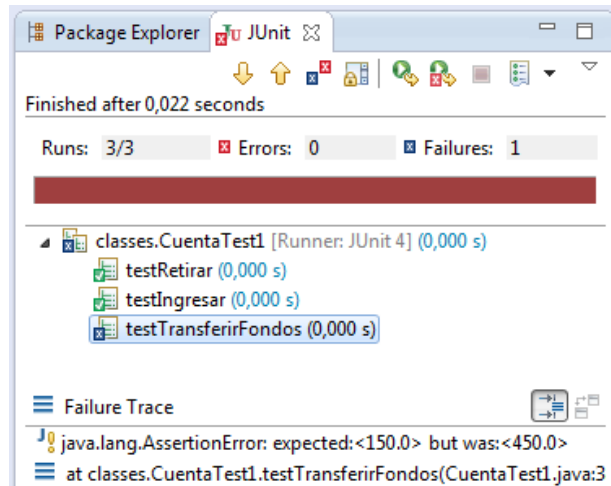 Package Explorer JUnit
Finished after 0,022 seconds
Runs: 3/3 Errors: 0 Failures: 1
classes.CuentaTest1 [Runner: JUnit 4] (0,000 s)
testRetirar (0,000 s)
testIngresar (0,000 s)
testTransferirFondos (0,000 s)
Failure Trace
java.lang.AssertionError: expected:<150.0> but was:<450.0>
at classes.CuentaTest1.testTransferirFondos(CuentaTest1.java:3